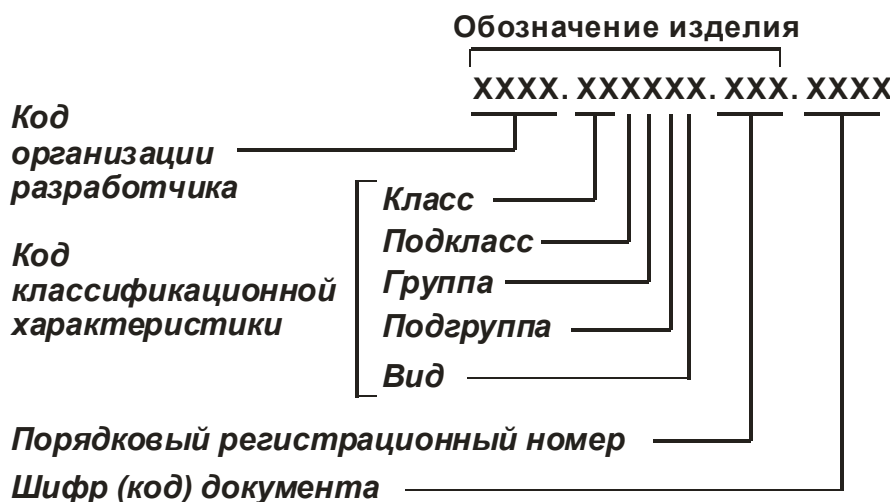 Обозначение изделия
XXXX. XXXXXX. XXX. XXXX
Код
организации
разработчика
Класс
Подкласс
Код
классификационной
характеристики
Группа
Подгруппа
Вид
Порядковый регистрационный номер
Шифр (код) документа